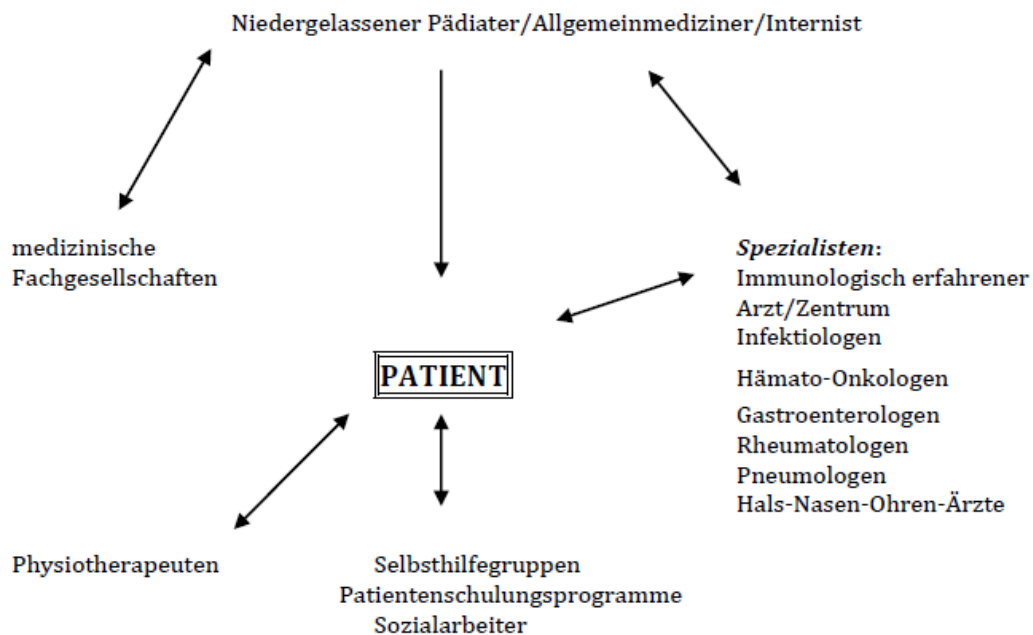 Niedergelassener Pädiater/Allgemeinmediziner/Internist
medizinische
Fachgesellschaften
Spezialisten:
Immunologisch erfahrener
Arzt/Zentrum
Infektiologen
Hämato-Onkologen
Gastroenterologen
Rheumatologen
Pneumologen
Hals-Nasen-Ohren-Ärzte
PATIENT
Physiotherapeuten
Selbsthilfegruppen
Patientenschulungsprogramme
Sozialarbeiter